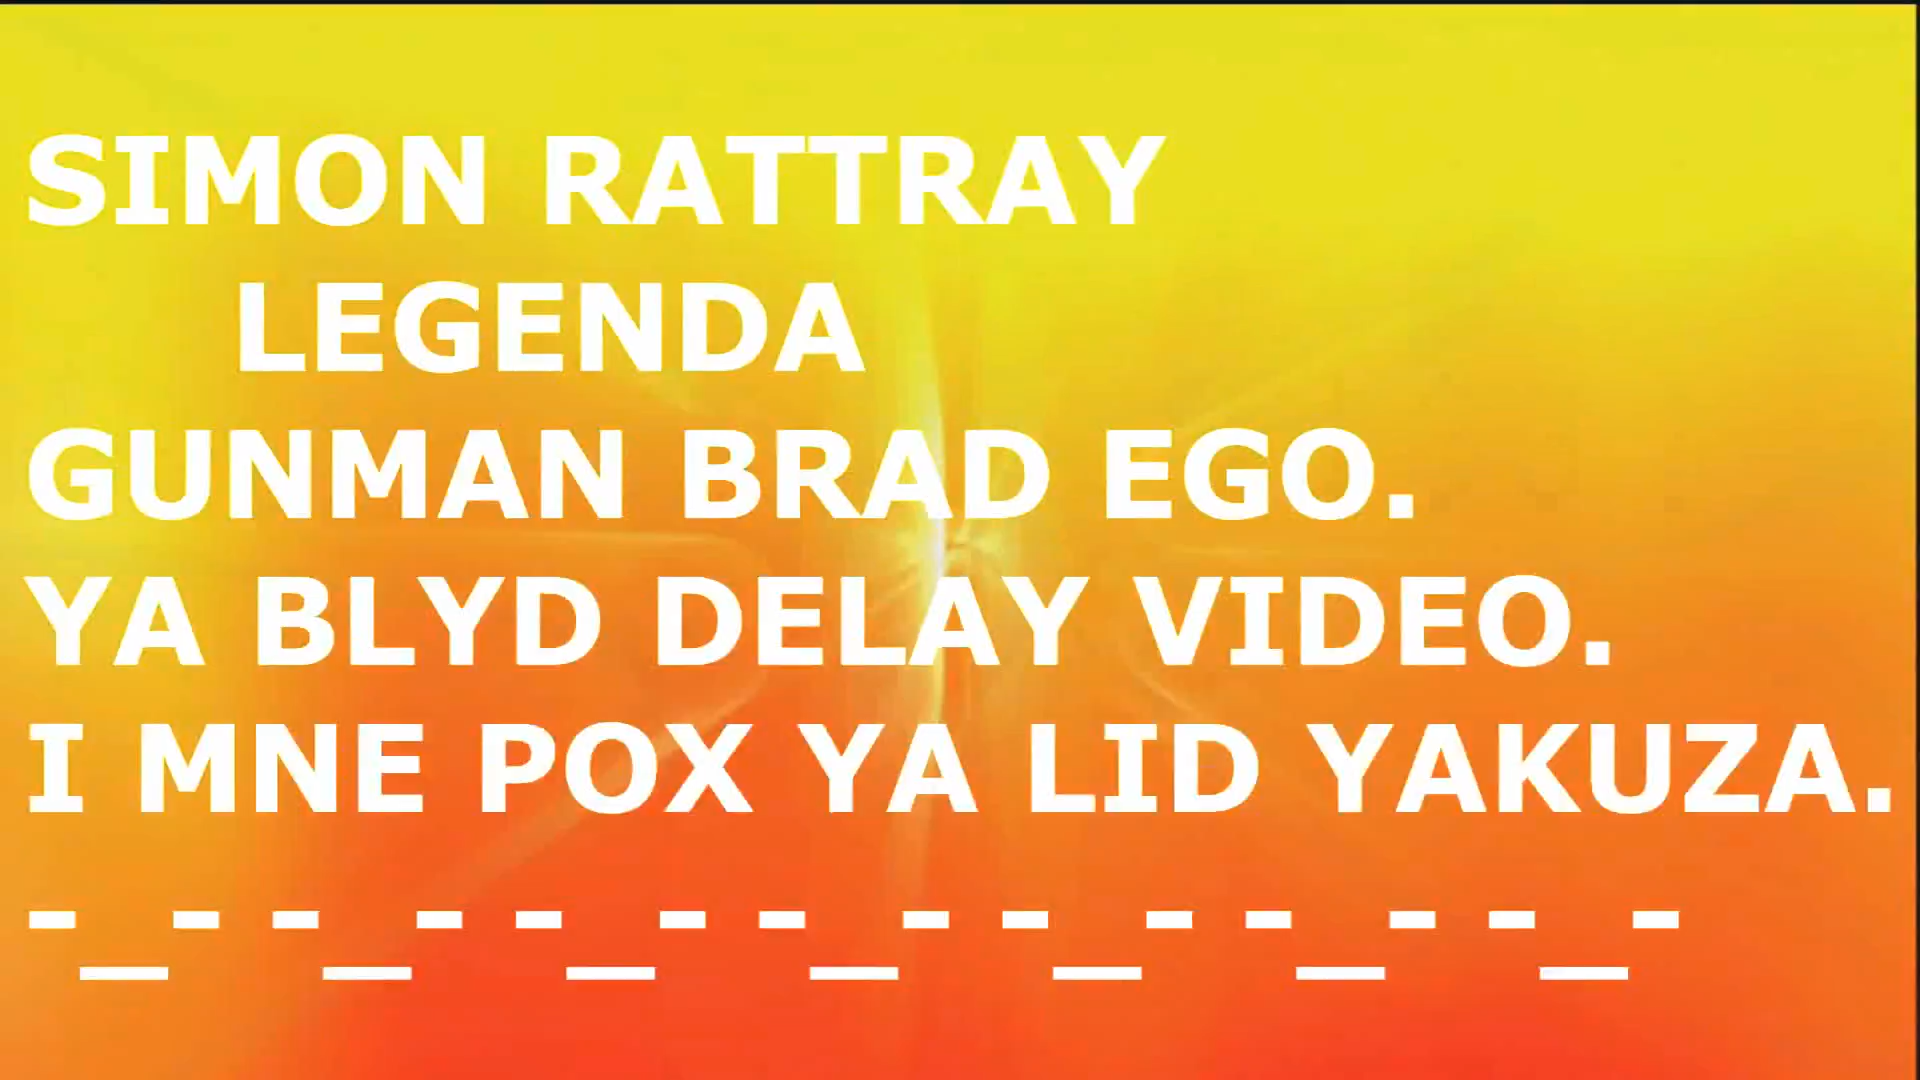 SIMON RATTRAY
LEGENDA
GUNMAN BRAD EGO.
YA BLYD DELAY VIDEO.
I MNE POX YA LID YAKUZA.
-_--_--_--_--_--_--_-